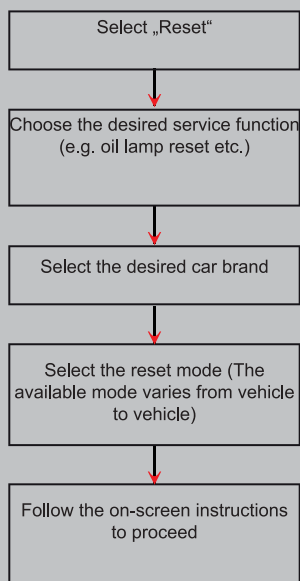 Select „Reset“
Choose the desired service function
(e.g. oil lamp reset etc.)
Select the desired car brand
Select the reset mode (The
available mode varies from vehicle
to vehicle)
Follow the on-screen instructions
to proceed